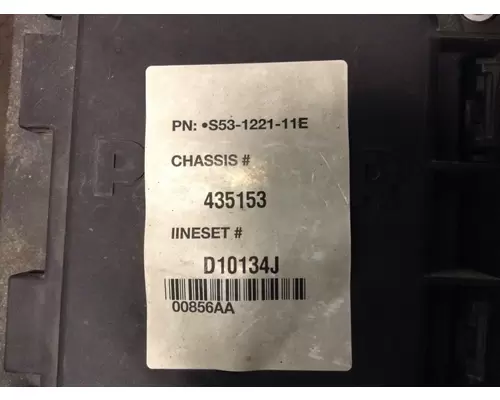 PN: •S53-1221-11E
CHASSIS #
435153
IINESET #
D10134J
00856AA